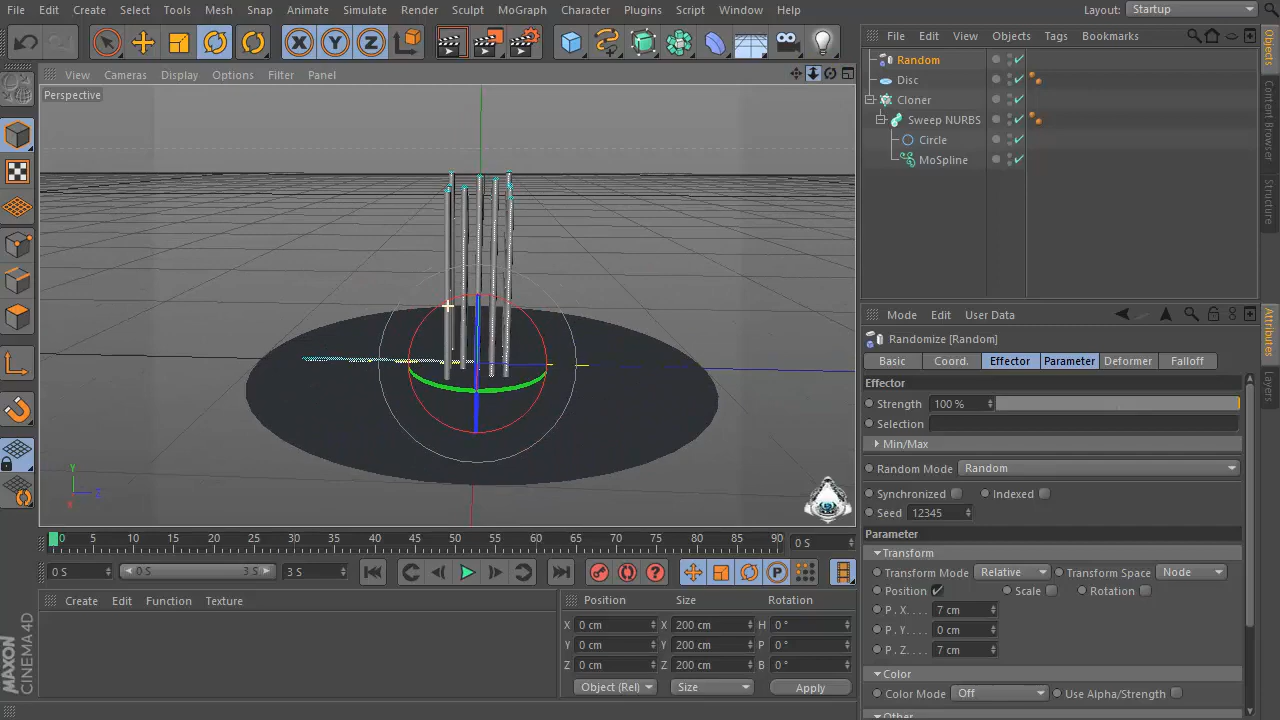 File Edit Create Select Tools Mesh Snap Animate Simulate Render Sculpt MoGraph Character Plugins Script Window Help
Layout: Startup
File Edit View Objects Tags Bookmarks
View Cameras Display Options Filter Panel
Perspective
Random
Disc
Cloner
Sweep NURBS
Circle
MoSpline
Objects
Content Browser
Structure
Mode Edit User Data
Randomize [Random]
Basic Coord. Effector Parameter Deformer Falloff
Effector
Strength 100 %
Selection
Min/Max
Random Mode Random
Synchronized Indexed
Seed 12345
Parameter
Transform
Transform Mode Relative Transform Space Node
Position Scale Rotation
P . X. . . . 7 cm
P . Y. . . . 0 cm
P . Z. . . . 7 cm
Color
Color Mode Off Use Alpha/Strength
Other
Attributes
Layers
Y
0 5 10 15 20 25 30 35 40 45 50 55 60 65 70 75 80 85 90 0 S
0 S 0 S 3 S 3 S
Create Edit Function Texture
Position Size Rotation
X 0 cm X 200 cm H 0 °
Y 0 cm Y 200 cm P 0 °
Z 0 cm Z 200 cm B 0 °
Object (Rel) Size Apply
MAXON
CINEMA 4D